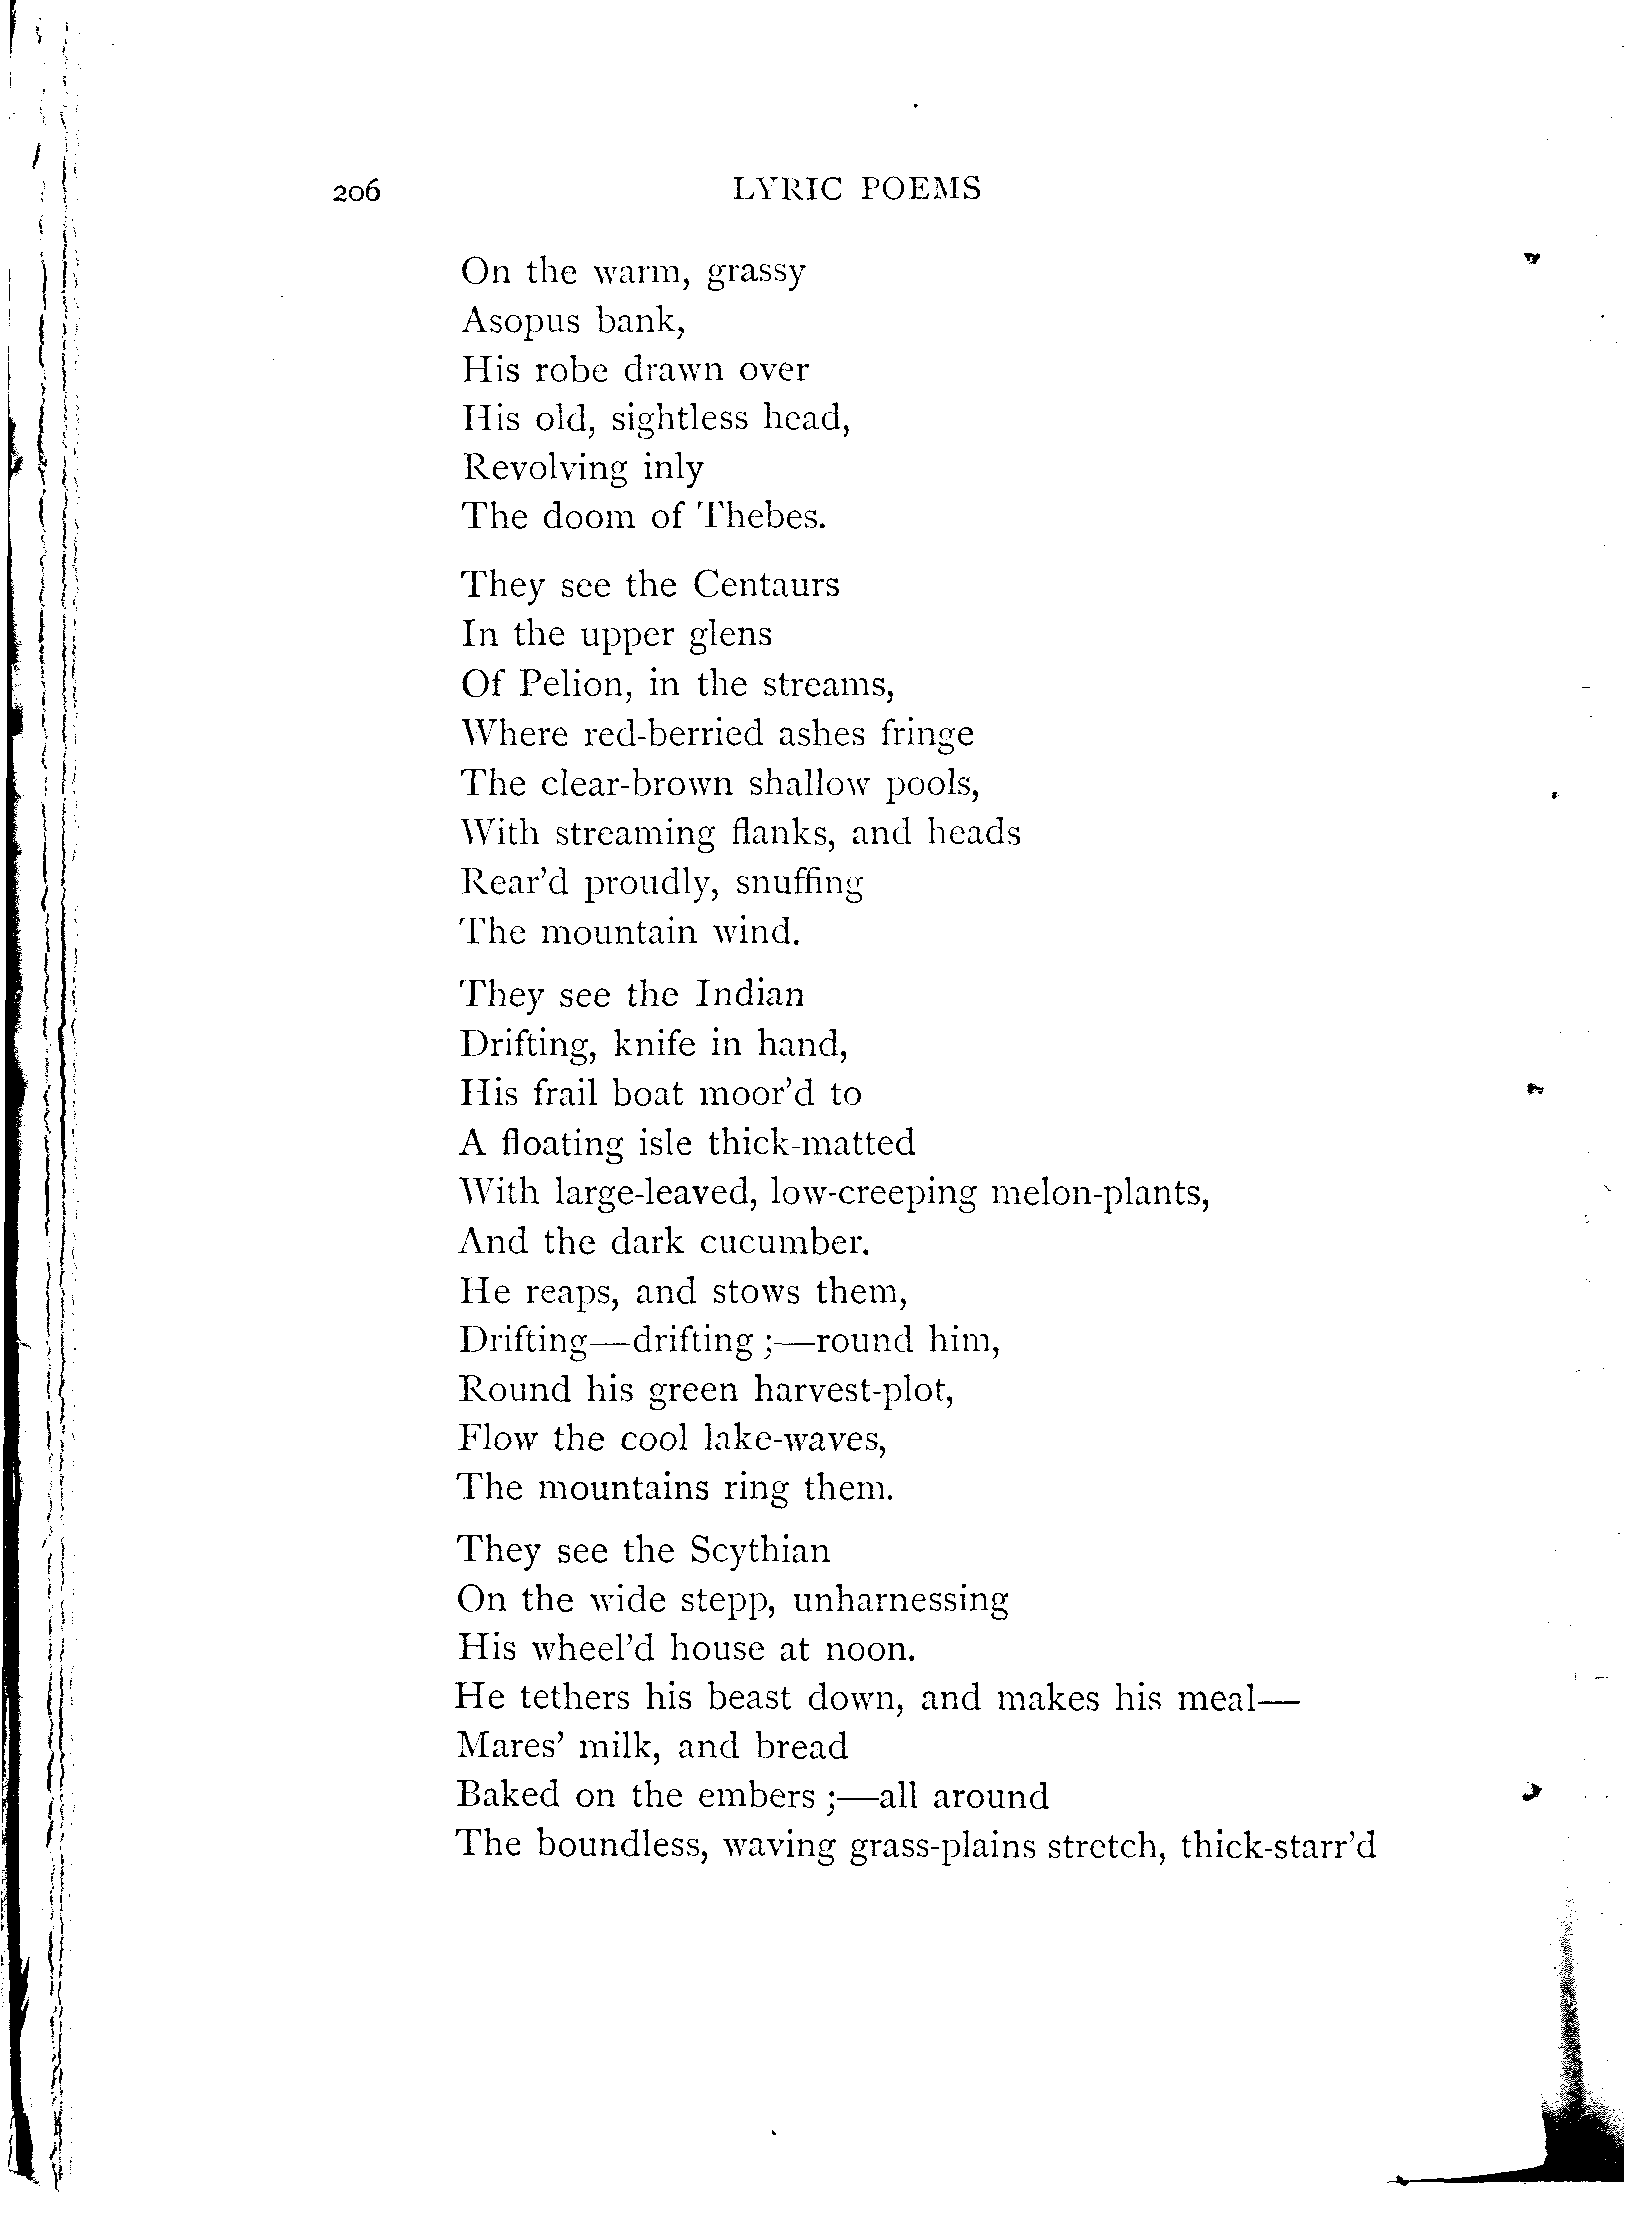 206 LYRIC POEMS
On the warm, grassy
Asopus bank,
His robe drawn over
His old, sightless head,
Revolving inly
The doom of Thebes.
They see the Centaurs
In the upper glens
Of Pelion, in the streams,
Where red-berried ashes fringe
The clear-brown shallow pools,
With streaming flanks, and heads
Rear'd proudly, snuffing
The mountain wind.
They see the Indian
Drifting, knife in hand,
His frail boat moor'd to
A floating isle thick-matted
With large-leaved, low-creeping melon-plants,
And the dark cucumber.
He reaps, and stows them,
Drifting—drifting ;—round him,
Round his green harvest-plot,
Flow the cool lake-waves,
The mountains ring them.
They see the Scythian
On the wide stepp, unharnessing
His wheel'd house at noon.
He tethers his beast down, and makes his meal—
Mares' milk, and bread
Baked on the embers ;—all around
The boundless, waving grass-plains stretch, thick-starr'd